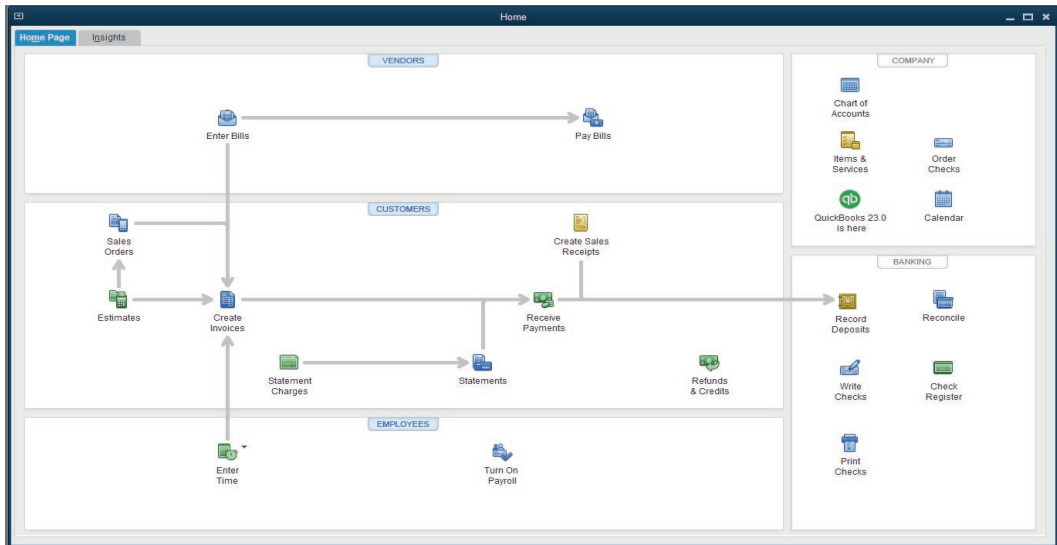 Home
Home Page
Insights
VENDORS
Enter Bills
Pay Bills
CUSTOMERS
Sales
Orders
Create Sales
Receipts
Estimates
Create
Invoices
Receive
Payments
Statement
Charges
Statements
Refunds
& Credits
EMPLOYEES
Enter
Time
Turn On
Payroll
COMPANY
Chart of
Accounts
Items &
Services
Order
Checks
qb
QuickBooks 23.0
is here
Calendar
BANKING
Record
Deposits
Reconcile
Write
Checks
Check
Register
Print
Checks